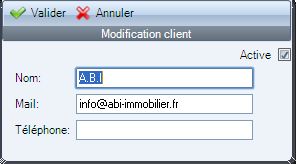 Valider Annuler
Modification client
Active
Nom: A.B.I
Mail: info@abi-immobilier.fr
Téléphone: